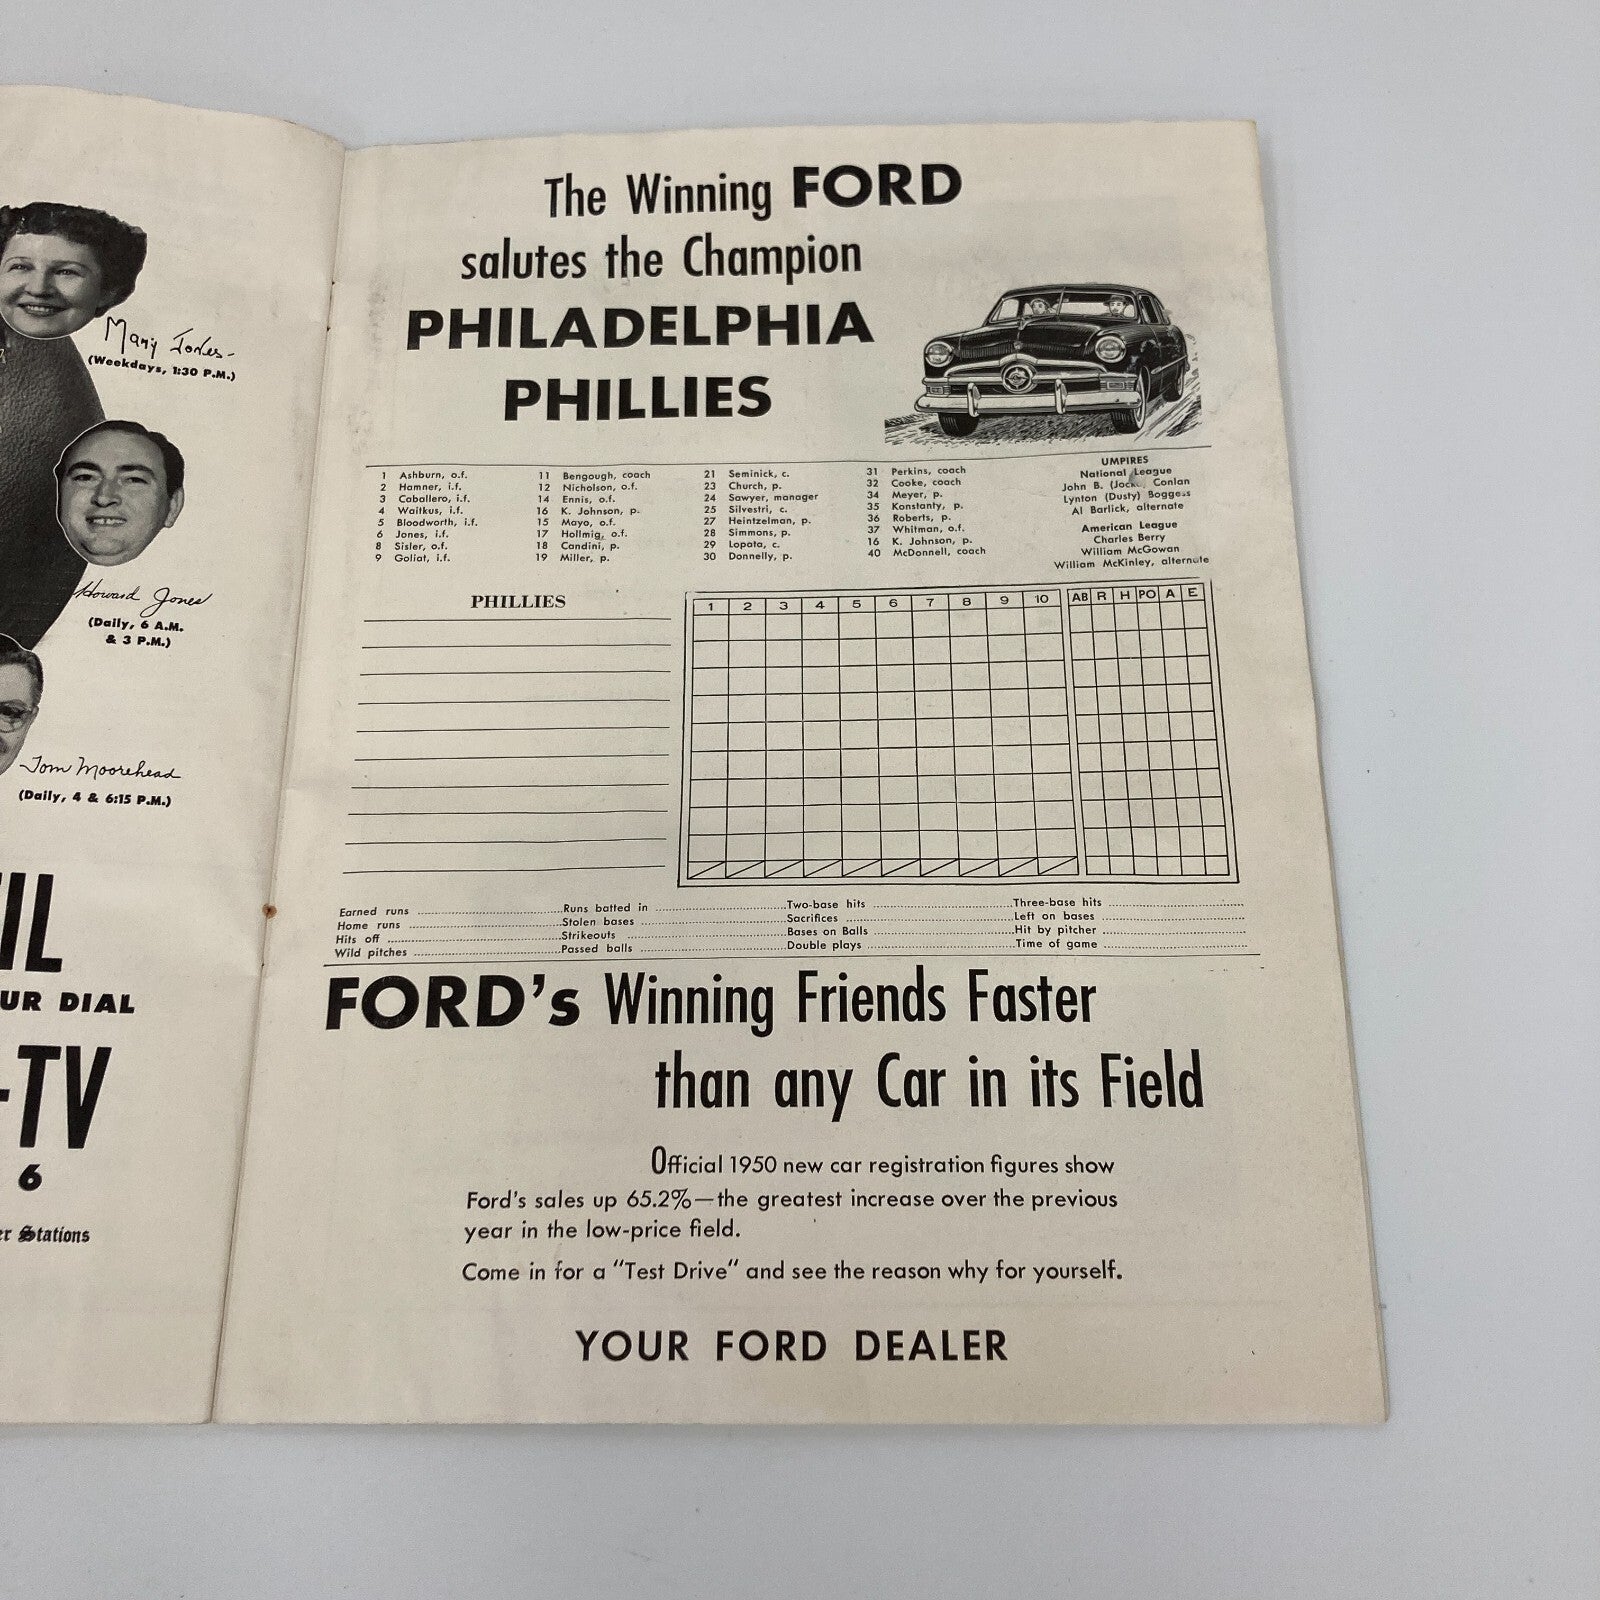 Mary Jones-
(Weekdays, 1:30 P.M.)
Howard Jones
(Daily, 6 A.M.
& 3 P.M.)
Tom Moorehead
(Daily, 4 & 6:15 P.M.)
IL
UR DIAL
-TV
6
er Stations
The Winning FORD
salutes the Champion
PHILADELPHIA
PHILLIES
1 Ashburn, o.f.
2 Hamner, i.f.
3 Caballero, i.f.
4 Waitkus, i.f.
5 Bloodworth, i.f.
6 Jones, i.f.
8 Sisler, o.f.
9 Goliat, i.f.
11 Bengough, coach
12 Nicholson, o.f.
14 Ennis, o.f.
16 K. Johnson, p.
15 Mayo, o.f.
17 Hollmig, o.f.
18 Candini, p.
19 Miller, p.
21 Seminick, c.
23 Church, p.
24 Sawyer, manager
25 Silvestri, c.
27 Heintzelman, p.
28 Simmons, p.
29 Lopata, c.
30 Donnelly, p.
31 Perkins, coach
32 Cooke, coach
34 Meyer, p.
35 Konstanty, p.
36 Roberts, p.
37 Whitman, o.f.
16 K. Johnson, p.
40 McDonnell, coach
UMPIRES
National League
John B. Conlan
Lynton (Dusty) Boggess
Al Barlick, alternate
American League
Charles Berry
William McGowan
William McKinley, alternate
PHILLIES
1 2 3 4 5 6 7 8 9 10 AB R H PO A E
Earned runs Runs batted in Two-base hits Three-base hits
Home runs Stolen bases Sacrifices Left on bases
Hits off Strikeouts Bases on Balls Hit by pitcher
Wild pitches Passed balls Double plays Time of game
FORD's Winning Friends Faster
than any Car in its Field
Official 1950 new car registration figures show
Ford's sales up 65.2%—the greatest increase over the previous
year in the low-price field.
Come in for a "Test Drive" and see the reason why for yourself.
YOUR FORD DEALER